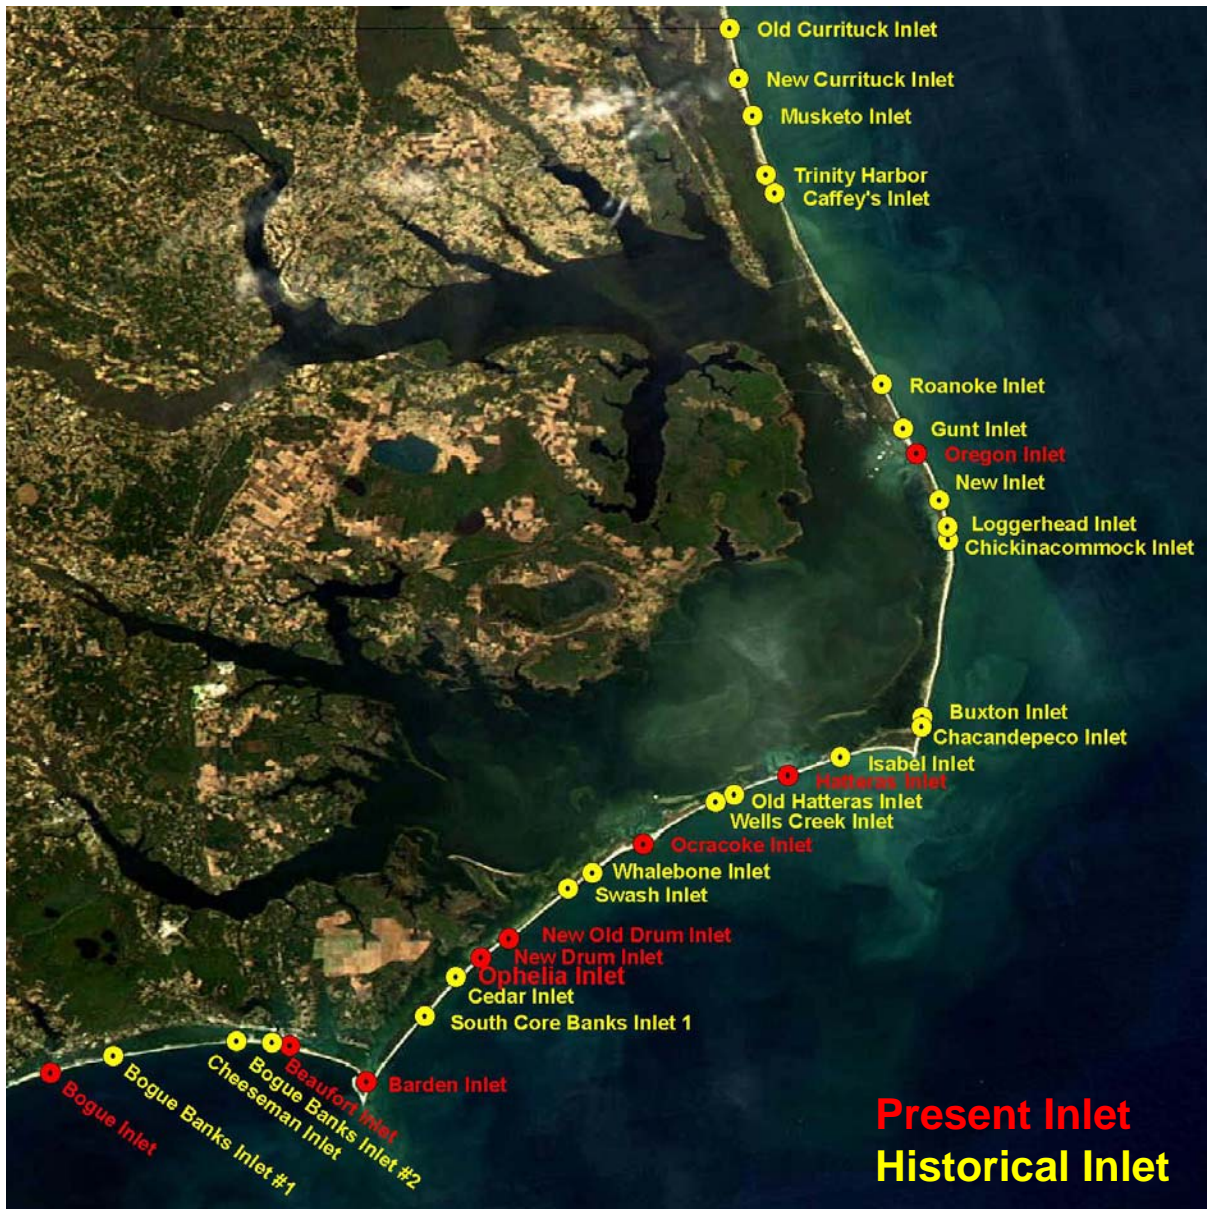 Old Currituck Inlet
New Currituck Inlet
Musketo Inlet
Trinity Harbor
Caffey's Inlet
Roanoke Inlet
Gunt Inlet
Oregon Inlet
New Inlet
Loggerhead Inlet
Chickinacommock Inlet
Buxton Inlet
Chacandepeco Inlet
Isabel Inlet
Hatteras Inlet
Old Hatteras Inlet
Wells Creek Inlet
Ocracoke Inlet
Whalebone Inlet
Swash Inlet
New Old Drum Inlet
New Drum Inlet
Ophelia Inlet
Cedar Inlet
South Core Banks Inlet 1
Barden Inlet
Beaufort Inlet
Bogue Banks Inlet #2
Cheeseman Inlet
Bogue Banks Inlet #1
Bogue Inlet
Present Inlet
Historical Inlet